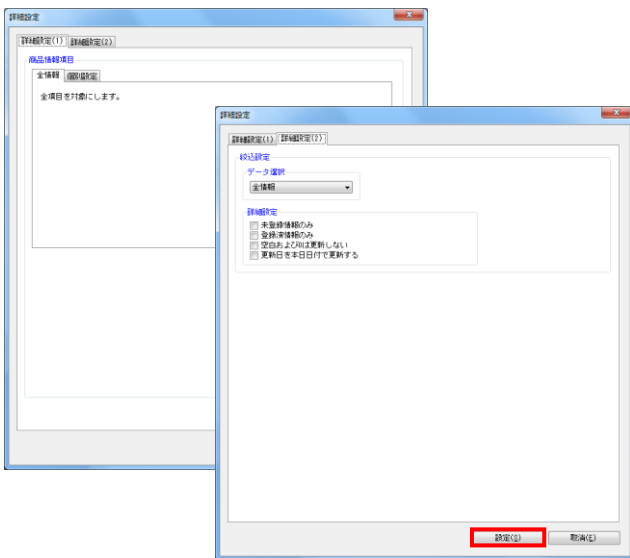 詳細設定
詳細設定(1) 詳細設定(2)
商品情報項目
全情報 個別設定
全項目を対象にします。
詳細設定
詳細設定(1) 詳細設定(2)
絞込設定
データ選択
全情報
詳細設定
未登録情報のみ
登録済情報のみ
空白および0は更新しない
更新日を本日日付で更新する
設定(S) 取消(E)